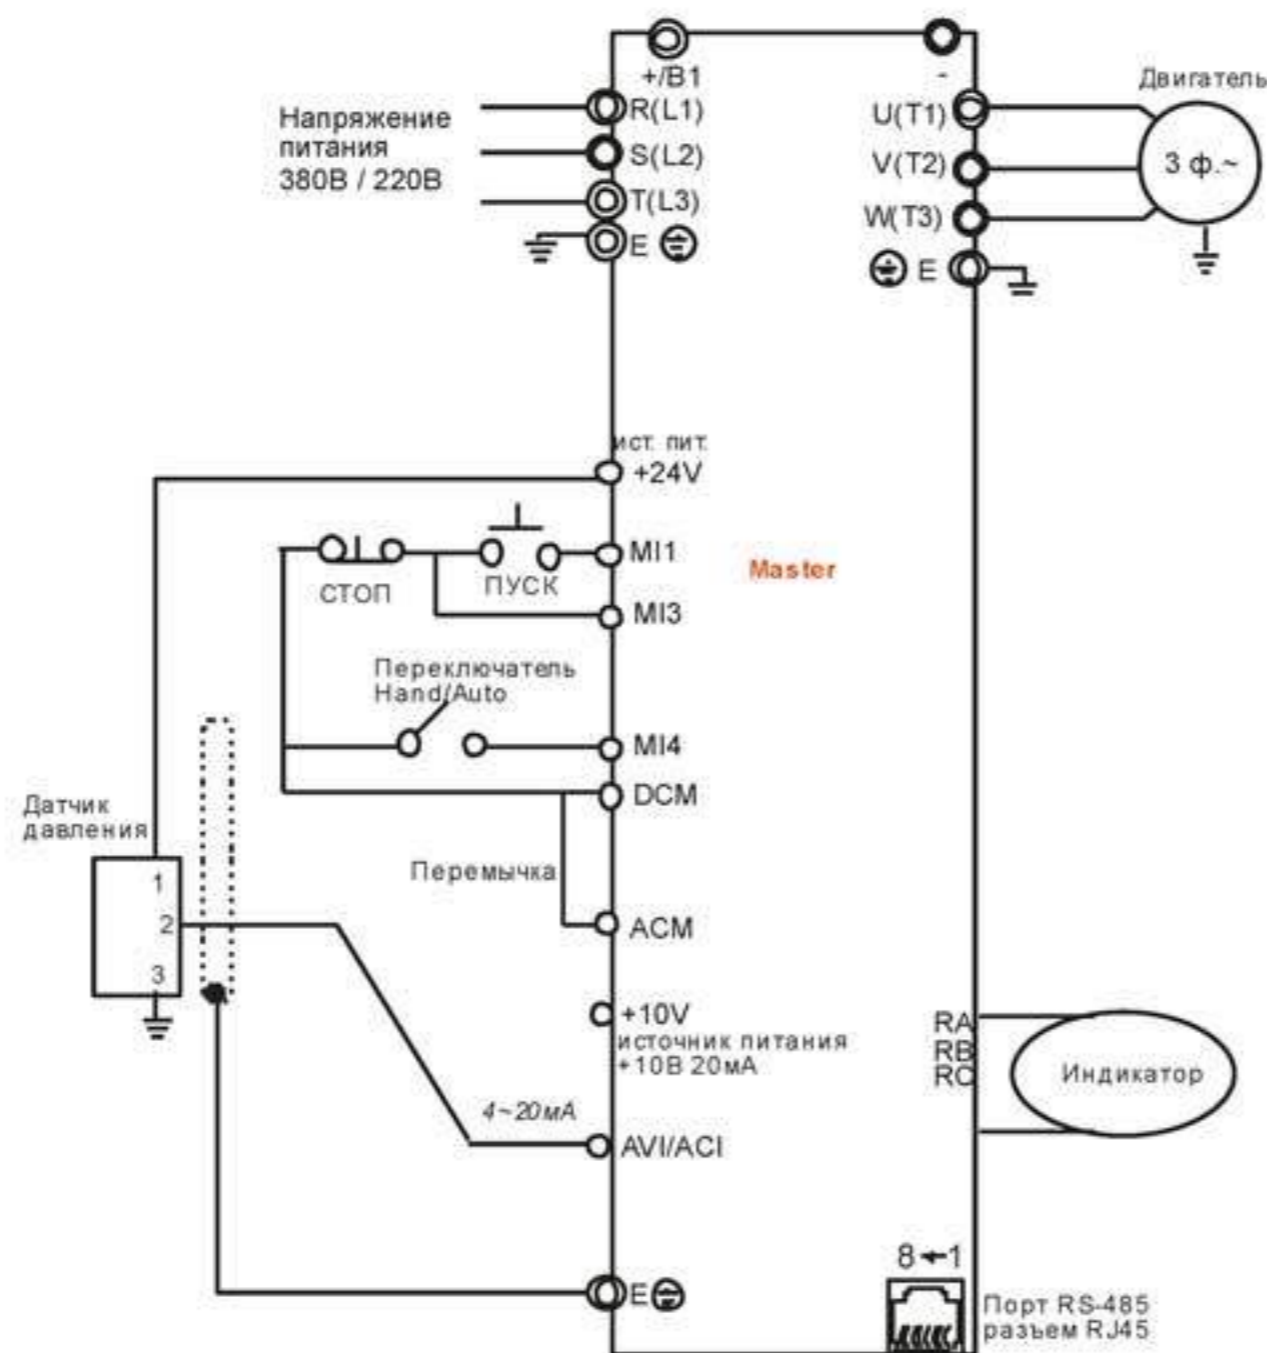 +/B1
-
Двигатель
Напряжение
питания
380В / 220В
R(L1)
S(L2)
T(L3)
E
U(T1)
V(T2)
W(T3)
E
3 ф.~
ист. пит.
+24V
MI1
СТОП
ПУСК
Master
MI3
Переключатель
Hand/Auto
MI4
DCM
Датчик
давления
Перемычка
1
2
3
ACM
+10V
источник питания
+10В 20мА
RA
RB
RC
Индикатор
4~20мА
AVI/ACI
8 ←1
E
Порт RS-485
разъем RJ45